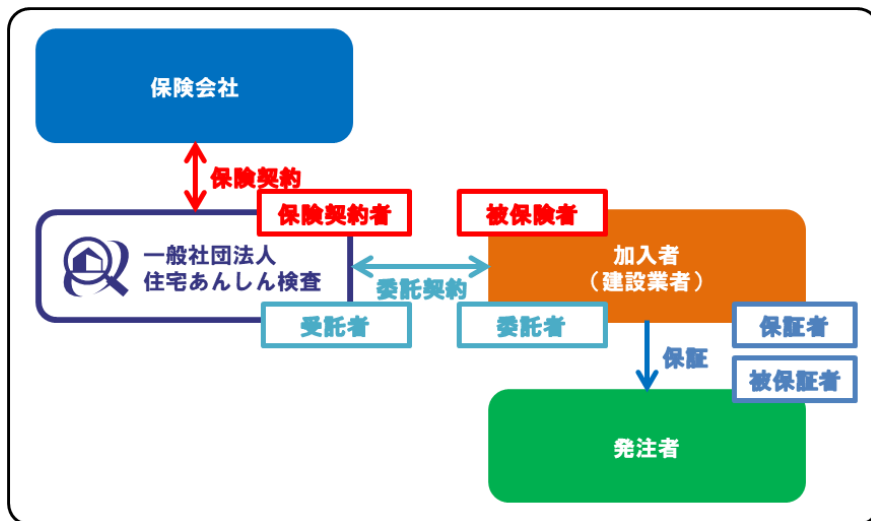 保険会社
保険契約
保険契約者
被保険者
一般社団法人
住宅あんしん検査
加入者
（建設業者）
委託契約
受託者
委託者
保証者
保証
被保証者
発注者